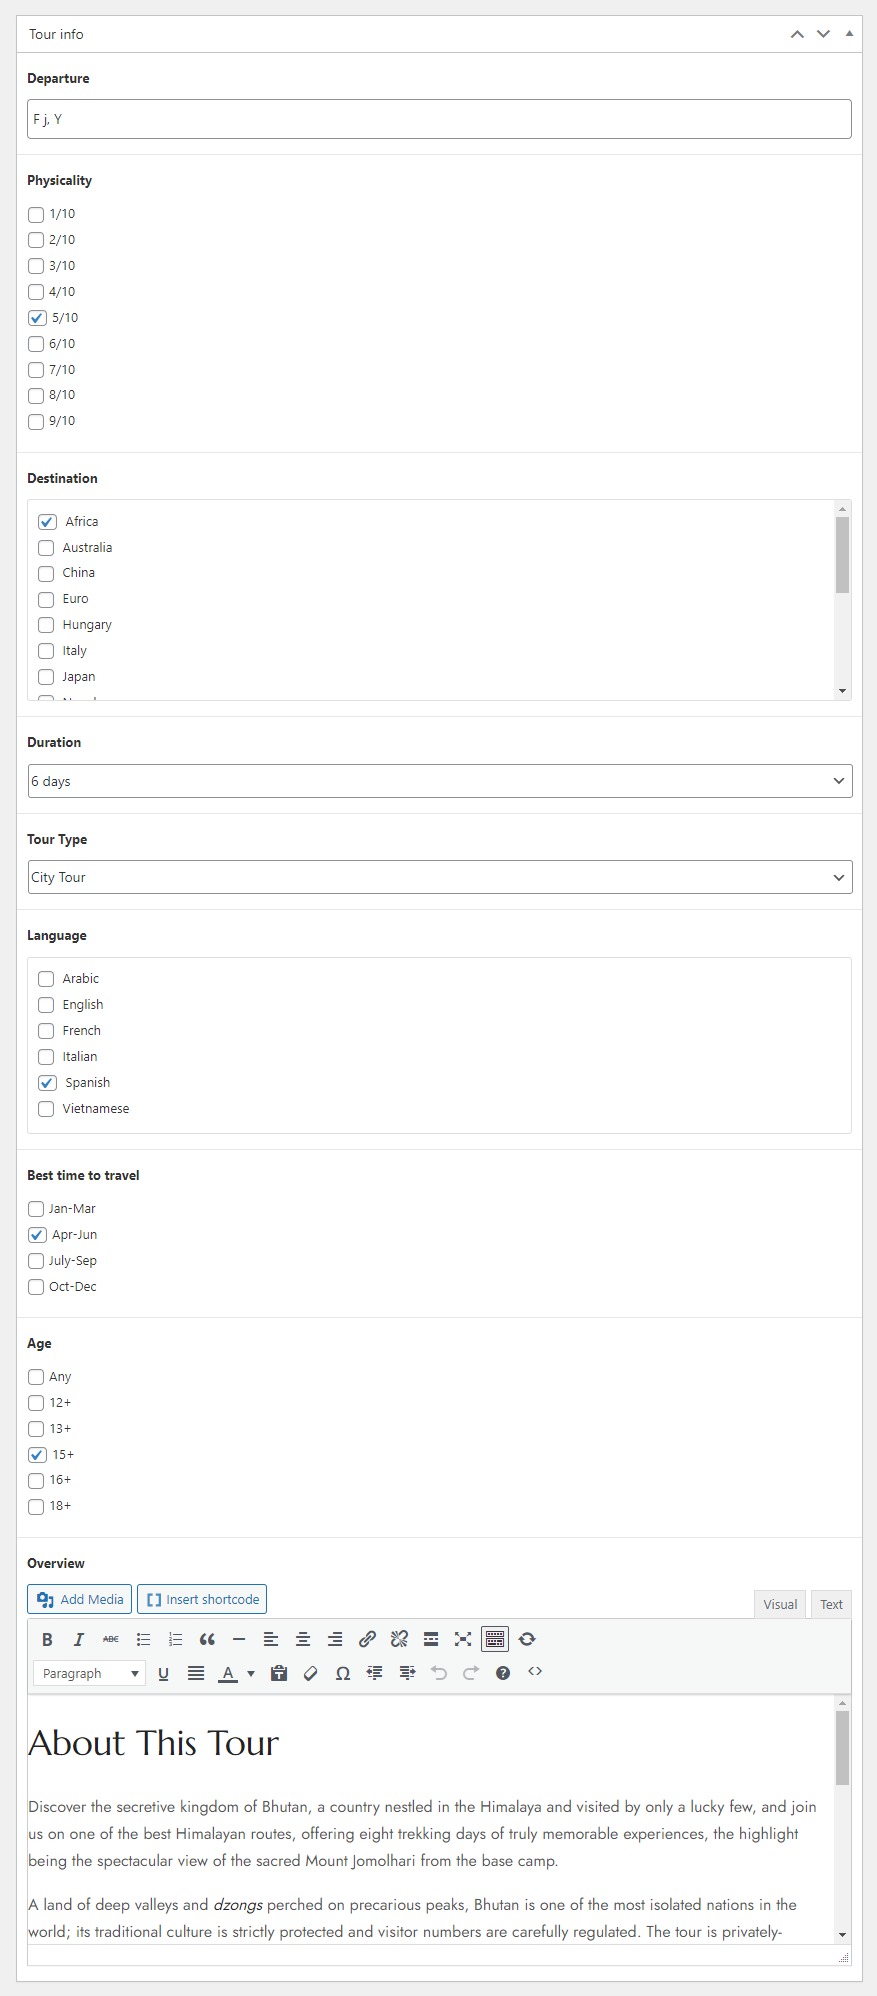 Tour info
Departure
F j, Y
Physicality
1/10
2/10
3/10
4/10
5/10
6/10
7/10
8/10
9/10
Destination
Africa
Australia
China
Euro
Hungary
Italy
Japan
Duration
6 days
Tour Type
City Tour
Language
Arabic
English
French
Italian
Spanish
Vietnamese
Best time to travel
Jan-Mar
Apr-Jun
July-Sep
Oct-Dec
Age
Any
12+
13+
15+
16+
18+
Overview
Add Media
Insert shortcode
Visual
Text
B I ABC
Paragraph U A Ω
About This Tour
Discover the secretive kingdom of Bhutan, a country nestled in the Himalaya and visited by only a lucky few, and join
us on one of the best Himalayan routes, offering eight trekking days of truly memorable experiences, the highlight
being the spectacular view of the sacred Mount Jomolhari from the base camp.
A land of deep valleys and dzongs perched on precarious peaks, Bhutan is one of the most isolated nations in the
world; its traditional culture is strictly protected and visitor numbers are carefully regulated. The tour is privately-